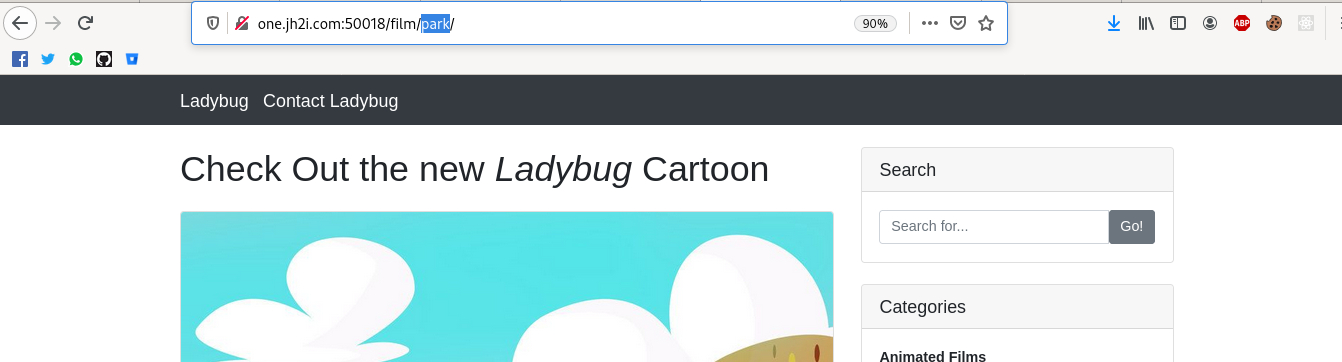 one.jh2i.com:50018/film/park/
90%
ABP
Ladybug Contact Ladybug
Check Out the new Ladybug Cartoon
Search
Search for...
Go!
Categories
Animated Films